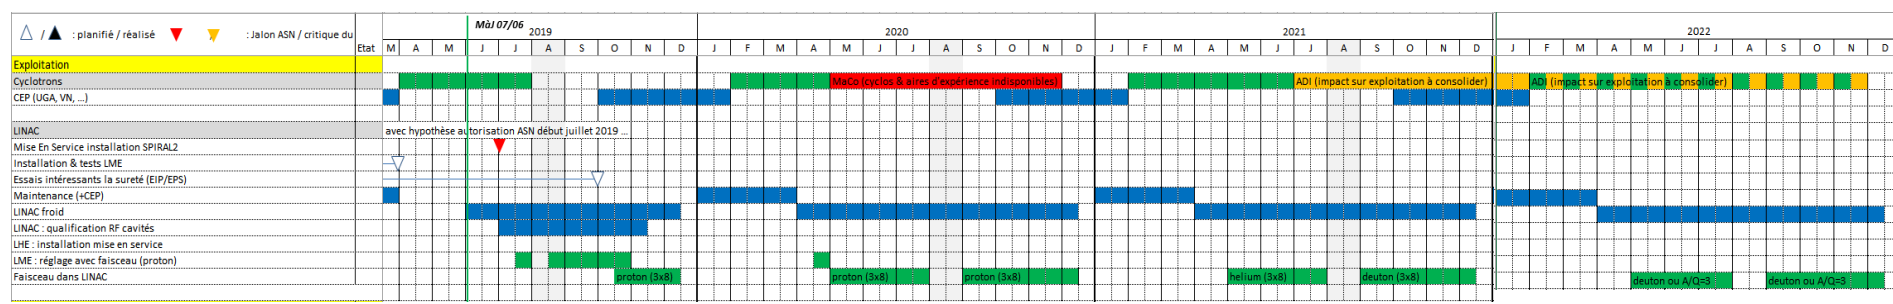 MàJ 07/06
/ : planifié / réalisé : Jalon ASN / critique du
2019 2020 2021 2022
Etat M A M J J A S O N D J F M A M J J A S O N D J F M A M J J A S O N D J F M A M J J A S O N D
Exploitation
Cyclotrons MaCo (cyclos & aires d'expérience indisponibles) ADI (impact sur exploitation à consolider) ADI (impact sur exploitation à consolider)
CEP (UGA, VN, ...)
LINAC avec hypothèse autorisation ASN début juillet 2019 ...
Mise En Service installation SPIRAL2
Installation & tests LME
Essais intéressants la sureté (EIP/EPS)
Maintenance (+CEP)
LINAC froid
LINAC : qualification RF cavités
LHE : installation mise en service
LME : réglage avec faisceau (proton)
Faisceau dans LINAC proton (3x8) proton (3x8) proton (3x8) helium (3x8) deuton (3x8) deuton ou A/Q=3 deuton ou A/Q=3